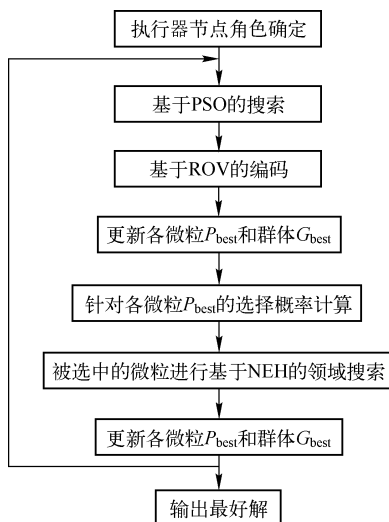 执行器节点角色确定
基于PSO的搜索
基于ROV的编码
更新各微粒Pbest和群体Gbest
针对各微粒Pbest的选择概率计算
被选中的微粒进行基于NEH的领域搜索
更新各微粒Pbest和群体Gbest
输出最好解